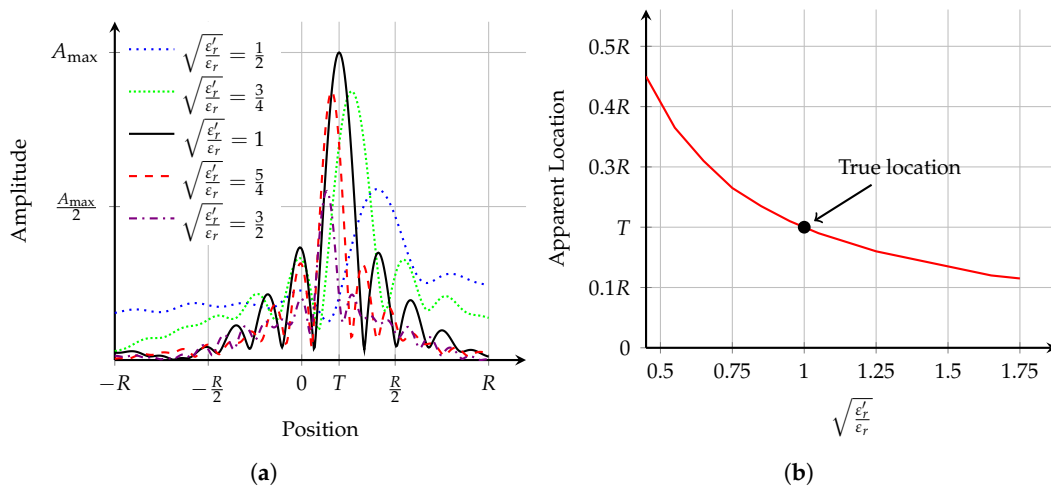 A_max
A_max/2
Amplitude
√(ε′_r/ε_r) = 1/2
√(ε′_r/ε_r) = 3/4
√(ε′_r/ε_r) = 1
√(ε′_r/ε_r) = 5/4
√(ε′_r/ε_r) = 3/2
−R −R/2 0 T R/2 R
Position
(a)
Apparent Location
0.5R
0.4R
0.3R
T
0.1R
0
True location
0.5 0.75 1 1.25 1.5 1.75
√(ε′_r/ε_r)
(b)